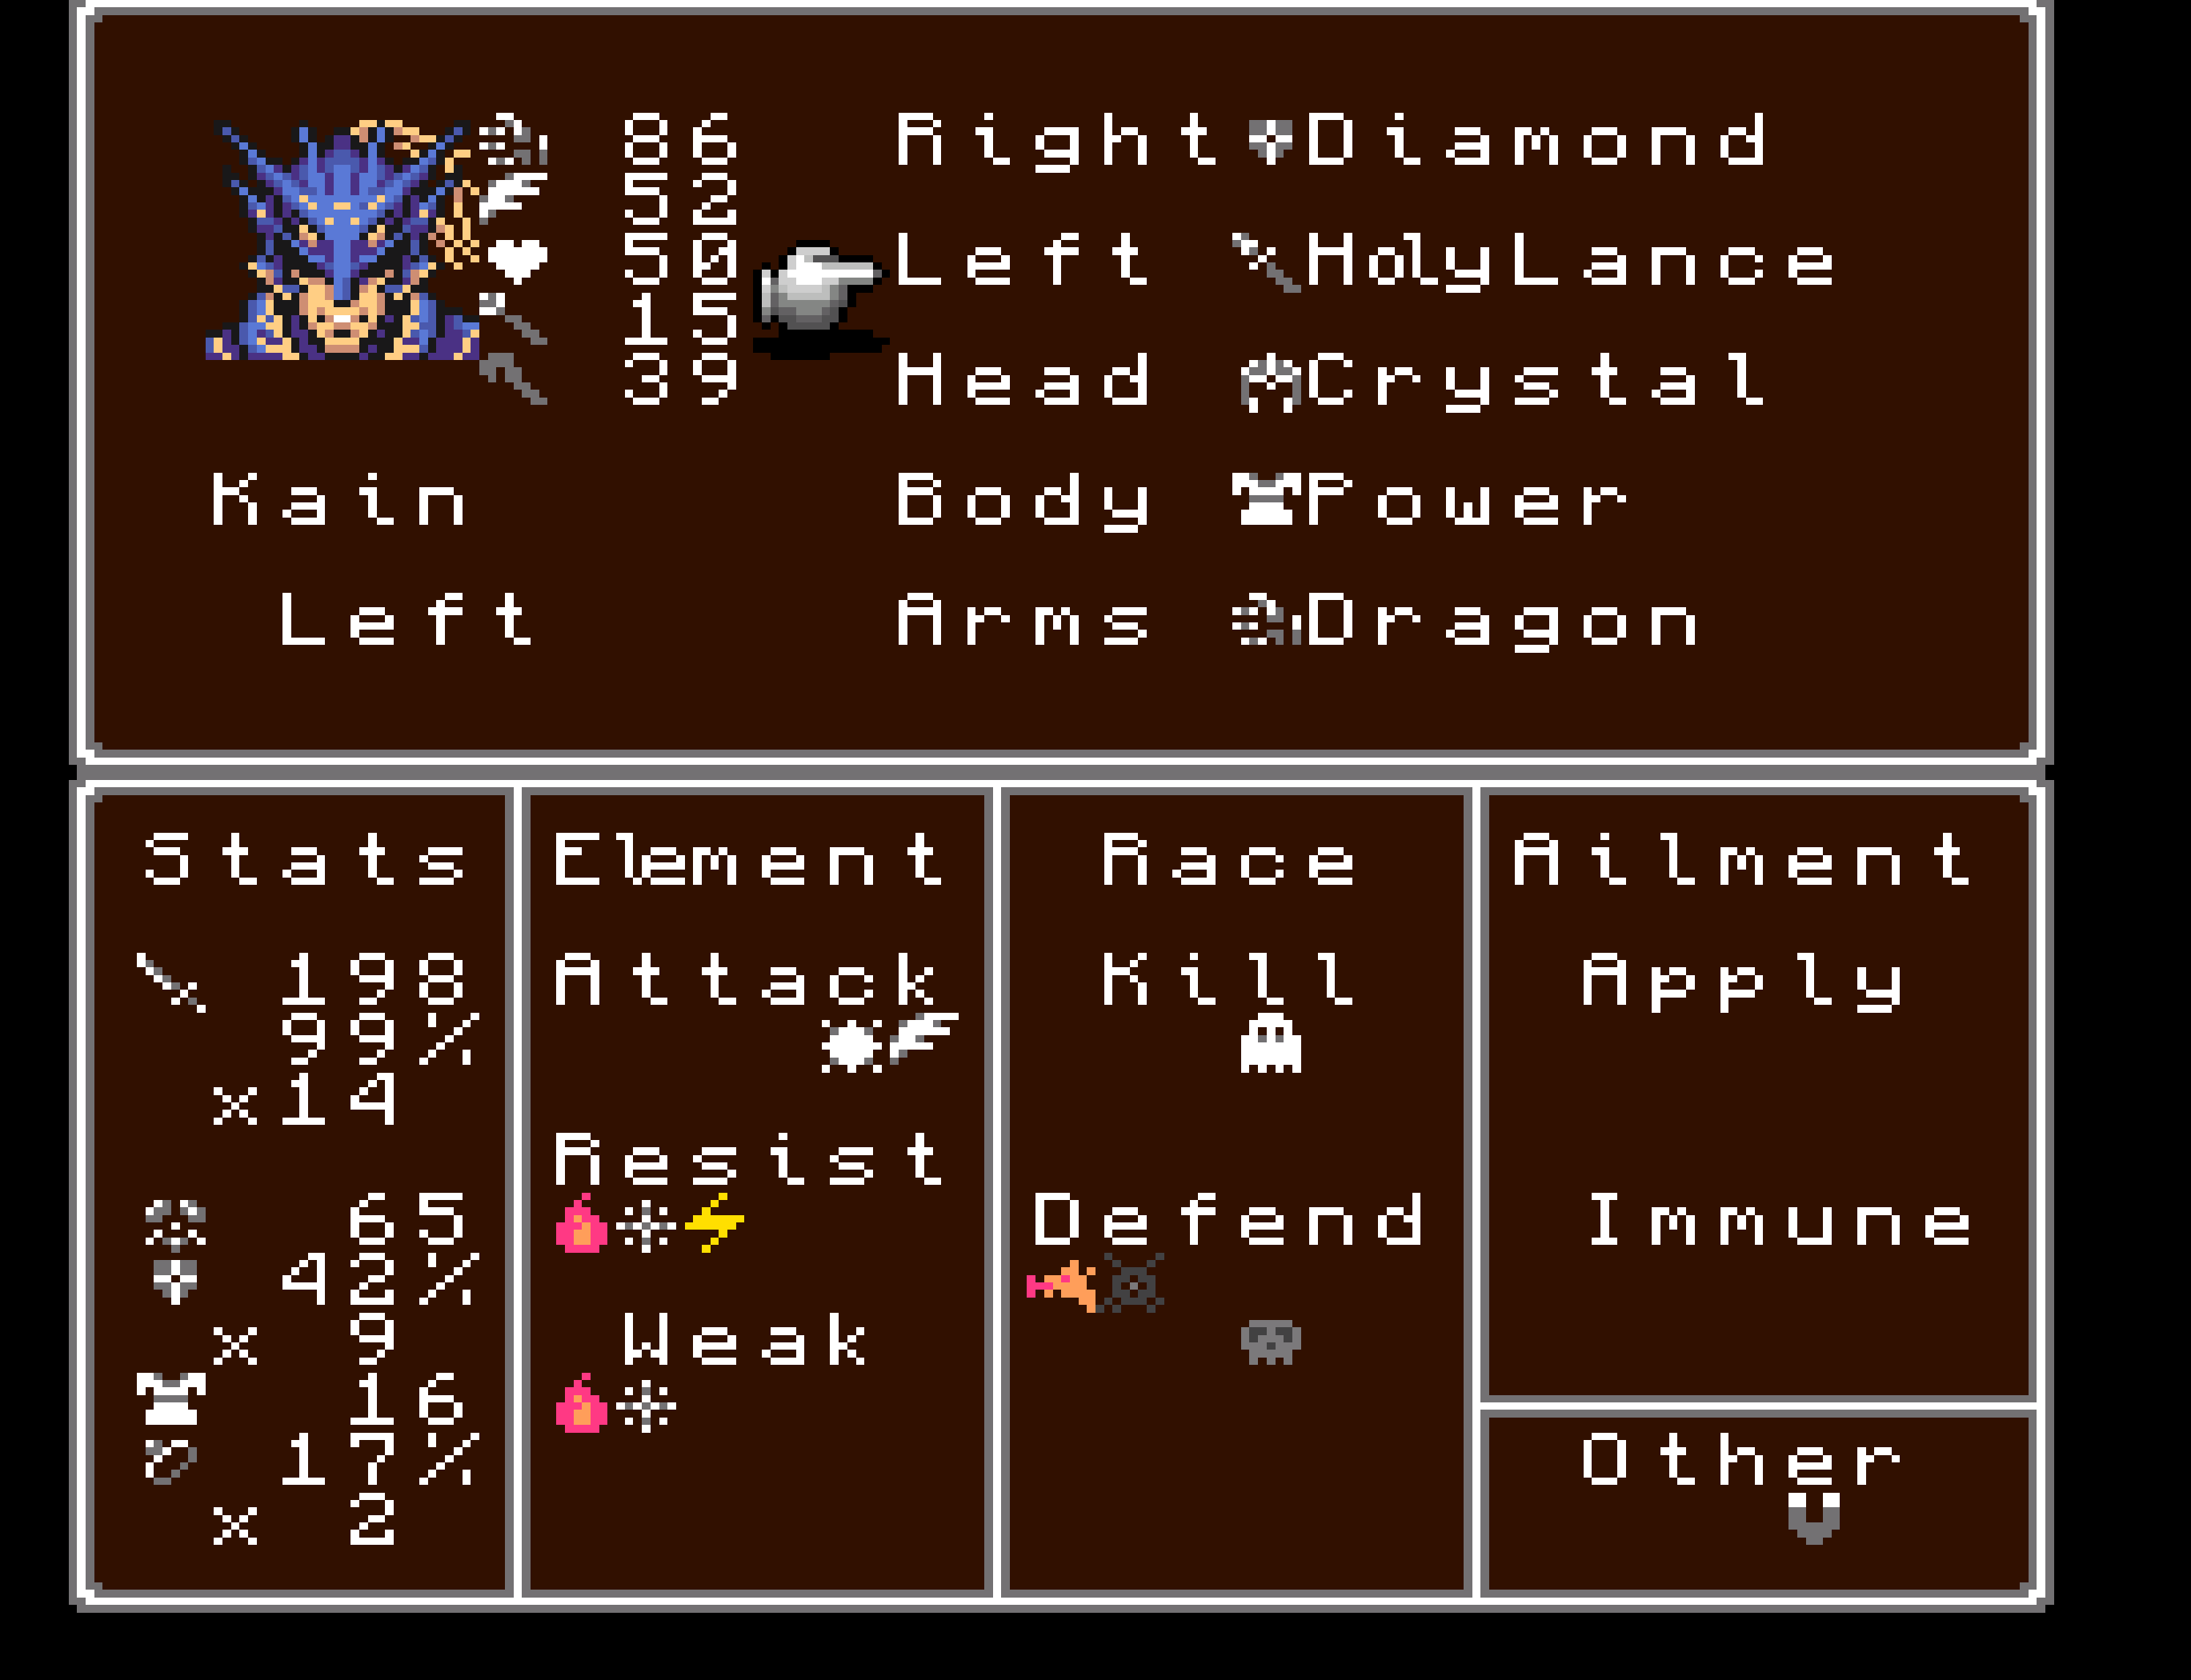 86 Right Diamond
52
50 Left HolyLance
15
39 Head Crystal
Kain Body Power
Left Arms Dragon
Stats Element Race Ailment
198 Attack Kill Apply
99%
x14
Resist
65 Defend Immune
42%
x 9 Weak
16
17% Other
x 2